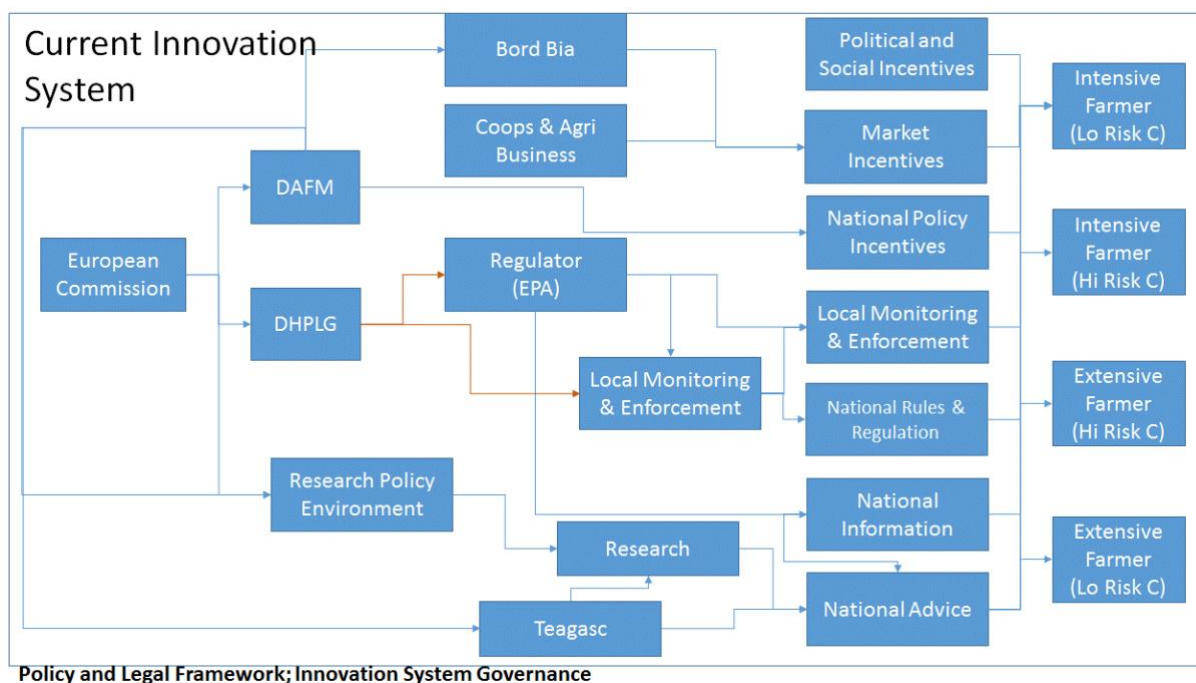 Current Innovation
System
Bord Bia
Political and
Social Incentives
Intensive
Farmer
(Lo Risk C)
Coops & Agri
Business
Market
Incentives
DAFM
National Policy
Incentives
Intensive
Farmer
(Hi Risk C)
European
Commission
Regulator
(EPA)
DHPLG
Local Monitoring
& Enforcement
Local Monitoring
& Enforcement
Extensive
Farmer
(Hi Risk C)
National Rules &
Regulation
Research Policy
Environment
National
Information
Research
Extensive
Farmer
(Lo Risk C)
Teagasc
National Advice
Policy and Legal Framework; Innovation System Governance